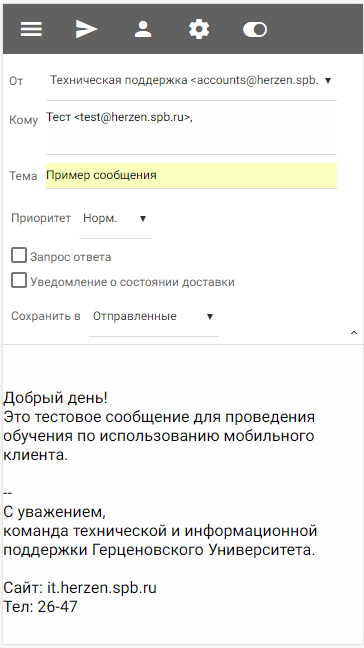 От Техническая поддержка <accounts@herzen.spb.
Кому Тест <test@herzen.spb.ru>,
Тема Пример сообщения
Приоритет Норм.
Запрос ответа
Уведомление о состоянии доставки
Сохранить в Отправленные
Добрый день!
Это тестовое сообщение для проведения
обучения по использованию мобильного
клиента.
--
С уважением,
команда технической и информационной
поддержки Герценовского Университета.
Сайт: it.herzen.spb.ru
Тел: 26-47